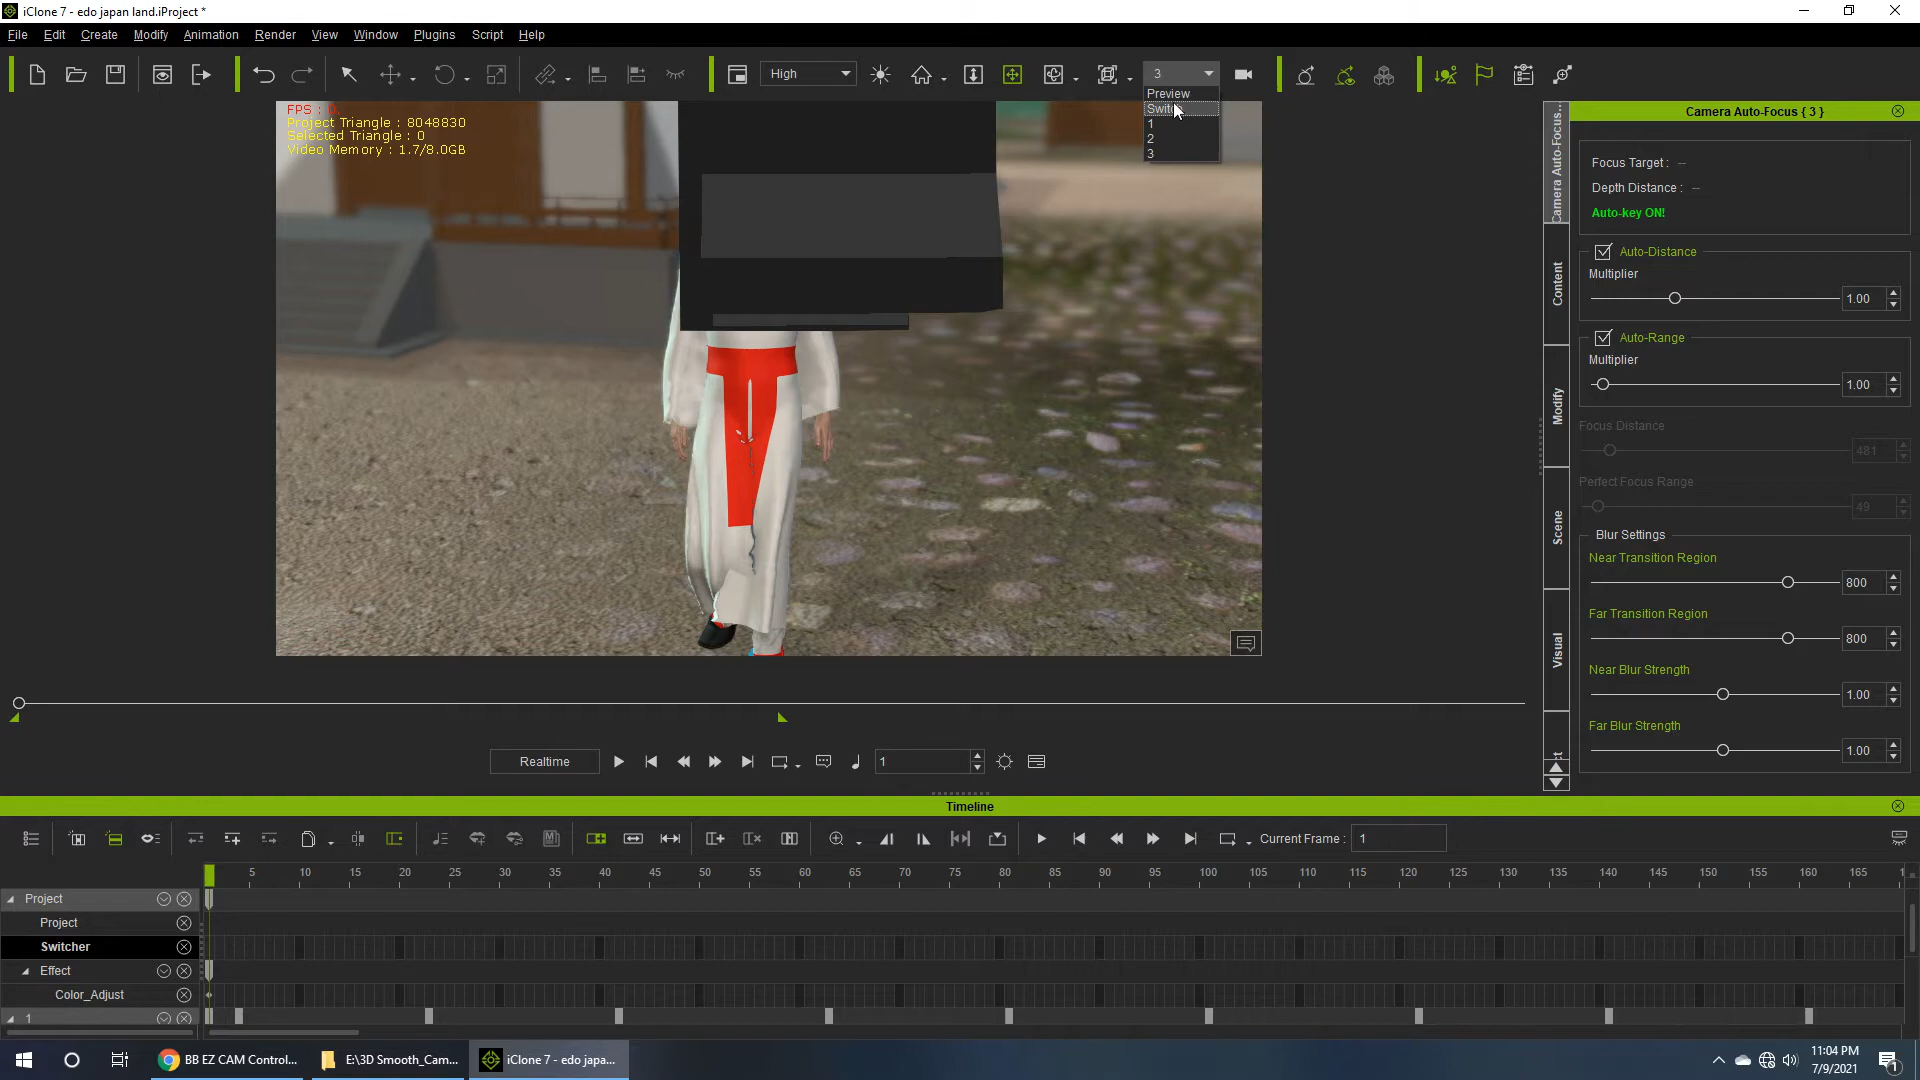 iClone 7 - edo japan land.iProject *
File Edit Create Modify Animation Render View Window Plugins Script Help
High
3
Preview
1
2
3
FPS : 0
Project Triangle : 8048830
Selected Triangle : 0
Video Memory : 1.7/8.0GB
Camera Auto-Focus...
Content
Modify
Scene
Visual
Camera Auto-Focus { 3 }
Focus Target : --
Depth Distance : --
Auto-key ON!
Auto-Distance
Multiplier
1.00
Auto-Range
Multiplier
1.00
Focus Distance
481
Perfect Focus Range
49
Blur Settings
Near Transition Region
800
Far Transition Region
800
Near Blur Strength
1.00
Far Blur Strength
1.00
Realtime
1
Timeline
Current Frame : 1
5 10 15 20 25 30 35 40 45 50 55 60 65 70 75 80 85 90 95 100 105 110 115 120 125 130 135 140 145 150 155 160 165
Project
Project
Switcher
Effect
Color_Adjust
1
BB EZ CAM Control...
E:\3D Smooth_Cam...
iClone 7 - edo japa...
11:04 PM
7/9/2021
1